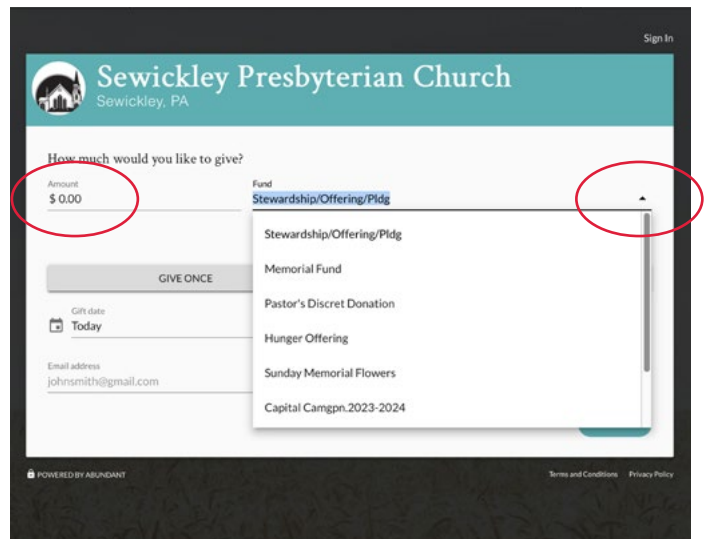 Sign In
Sewickley Presbyterian Church
Sewickley, PA
How much would you like to give?
Amount
$ 0.00
Fund
Stewardship/Offering/Pldg
Stewardship/Offering/Pldg
Memorial Fund
Pastor's Discret Donation
Hunger Offering
Sunday Memorial Flowers
Capital Camgpn.2023-2024
GIVE ONCE
Gift date
Today
Email address
johnsmith@gmail.com
POWERED BY ABUNDANT
Terms and Conditions Privacy Policy